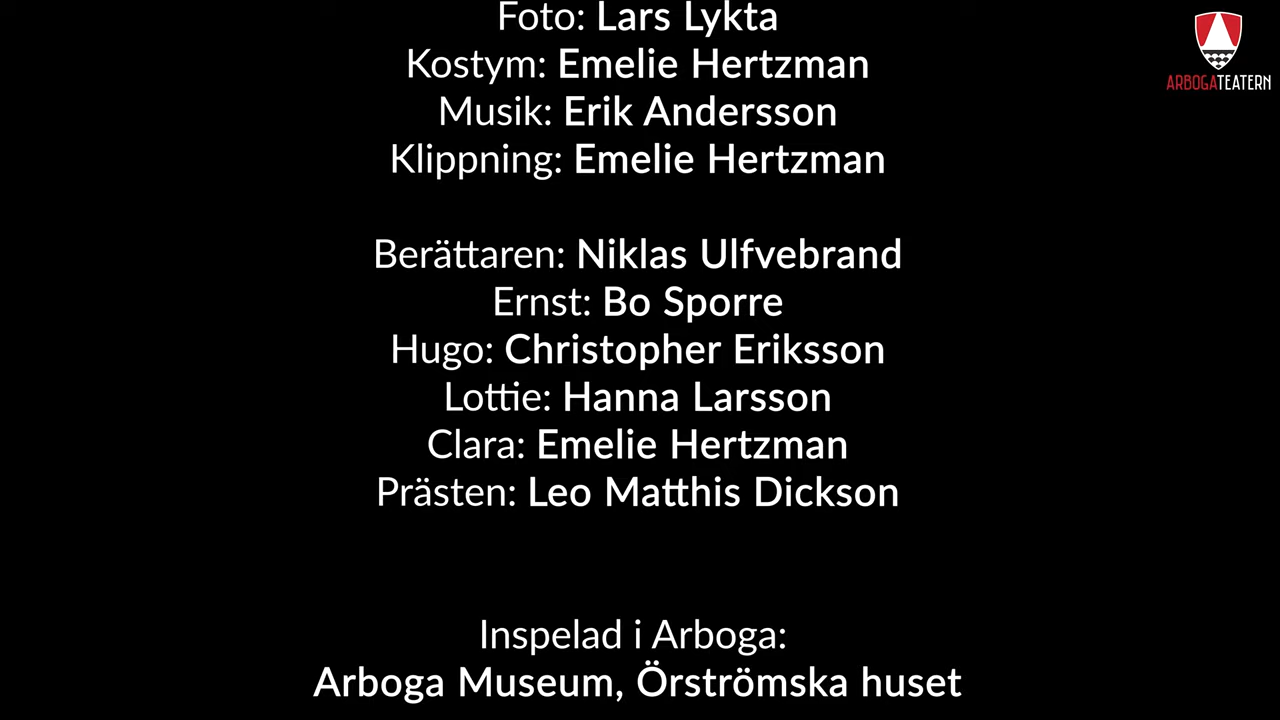 Foto: Lars Lykta
Kostym: Emelie Hertzman
Musik: Erik Andersson
Klippning: Emelie Hertzman
Berättaren: Niklas Ulfvebrand
Ernst: Bo Sporre
Hugo: Christopher Eriksson
Lottie: Hanna Larsson
Clara: Emelie Hertzman
Prästen: Leo Matthis Dickson
Inspelad i Arboga:
Arboga Museum, Örströmska huset
ARBOGATEATERN